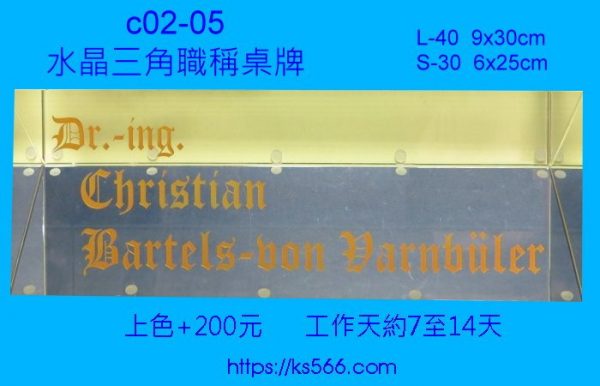 c02-05
水晶三角職稱桌牌
L-40 9x30cm
S-30 6x25cm
Dr.-ing.
Christian
Bartels-von Varnbüler
上色+200元 工作天約7至14天
https://ks566.com